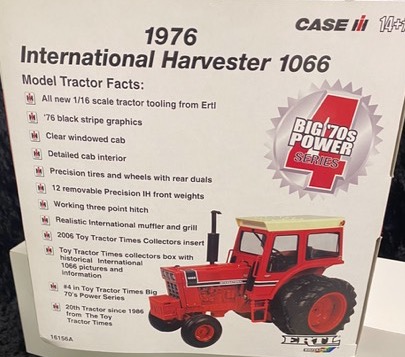 CASE IH 14+
1976
International Harvester 1066
Model Tractor Facts:
All new 1/16 scale tractor tooling from Ertl
'76 black stripe graphics
Clear windowed cab
Detailed cab interior
Precision tires and wheels with rear duals
12 removable Precision IH front weights
Working three point hitch
Realistic International muffler and grill
2006 Toy Tractor Times Collectors insert
Toy Tractor Times collectors box with
historical International
1066 pictures and
information
#4 in Toy Tractor Times Big
70's Power Series
20th Tractor since 1986
from The Toy
Tractor Times
16156A
4
BIG '70s
POWER
SERIES
ERTL